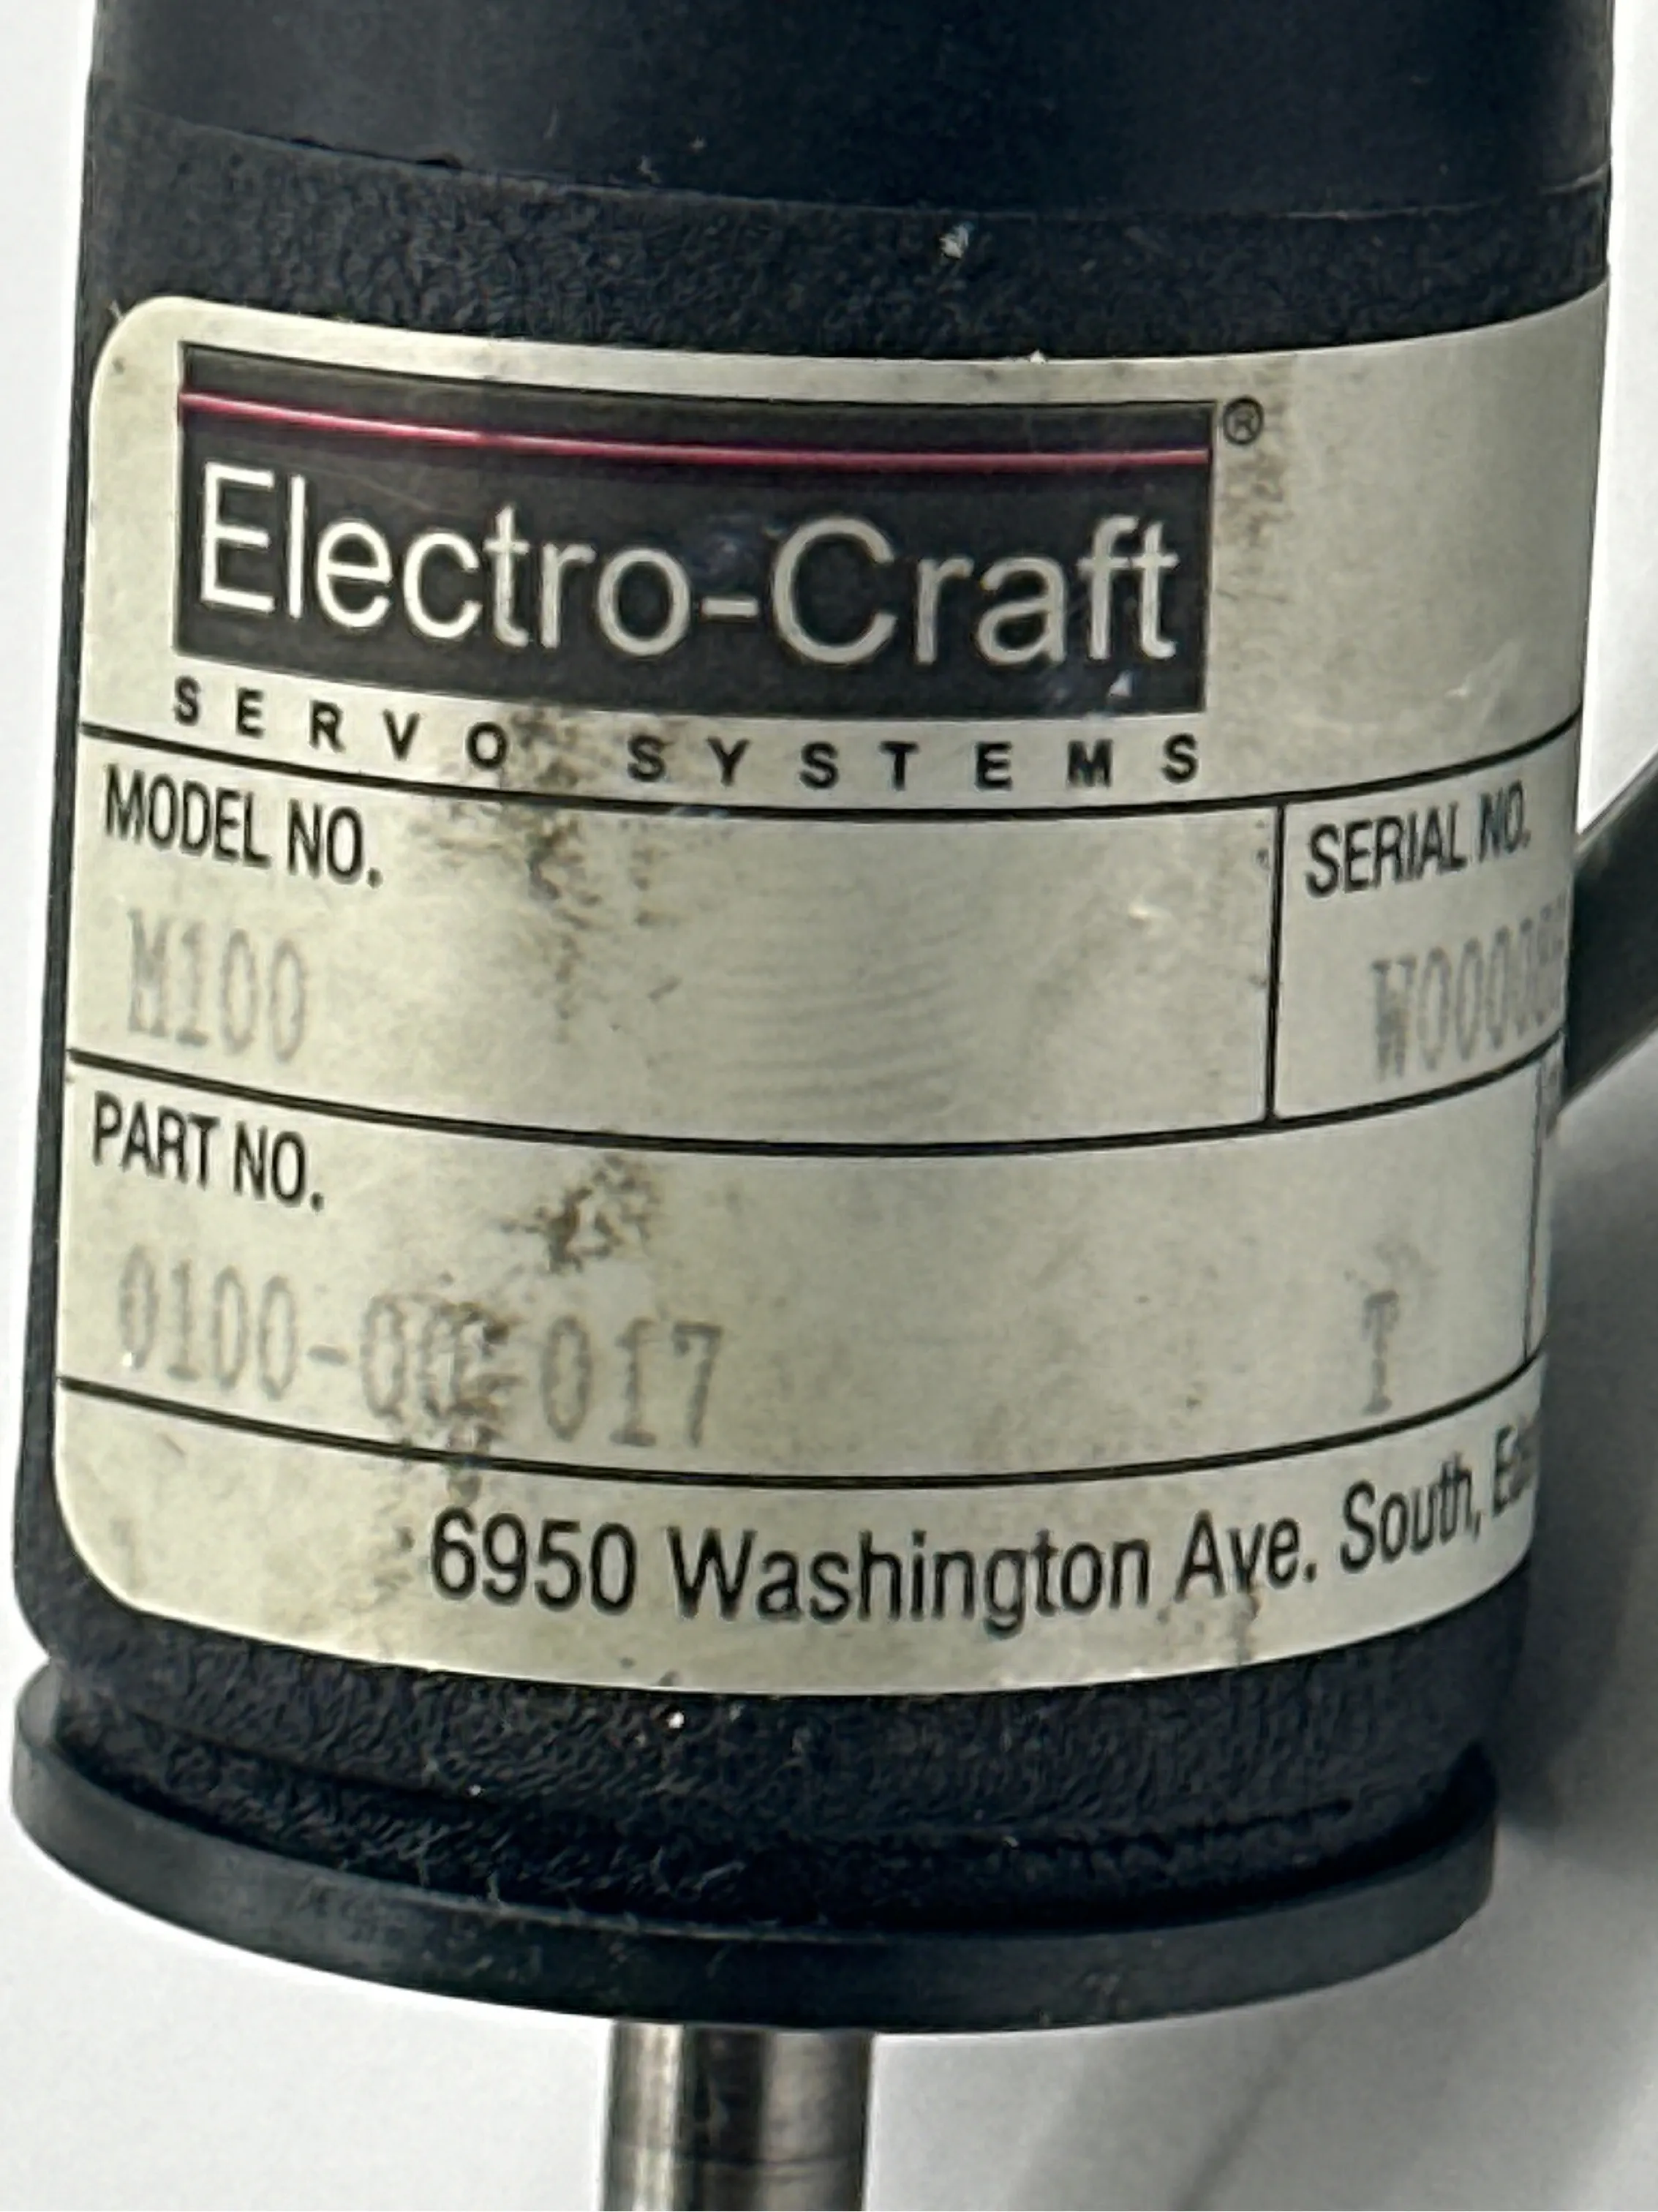 Electro-Craft®
SERVO SYSTEMS
MODEL NO.
SERIAL NO.
M100
PART NO.
T
6950 Washington Ave. South,